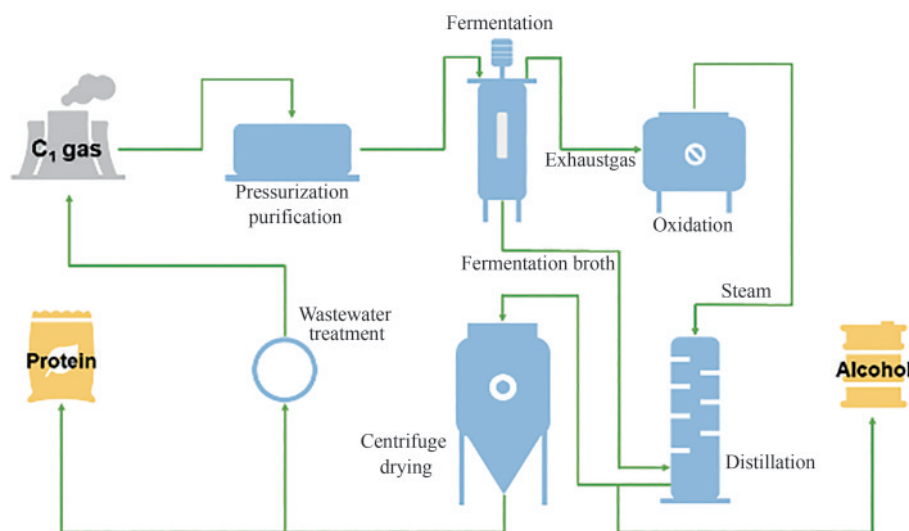 Fermentation
C₁ gas
Pressurization
purification
Exhaustgas
Oxidation
Fermentation broth
Steam
Wastewater
treatment
Protein
Alcohol
Centrifuge
drying
Distillation